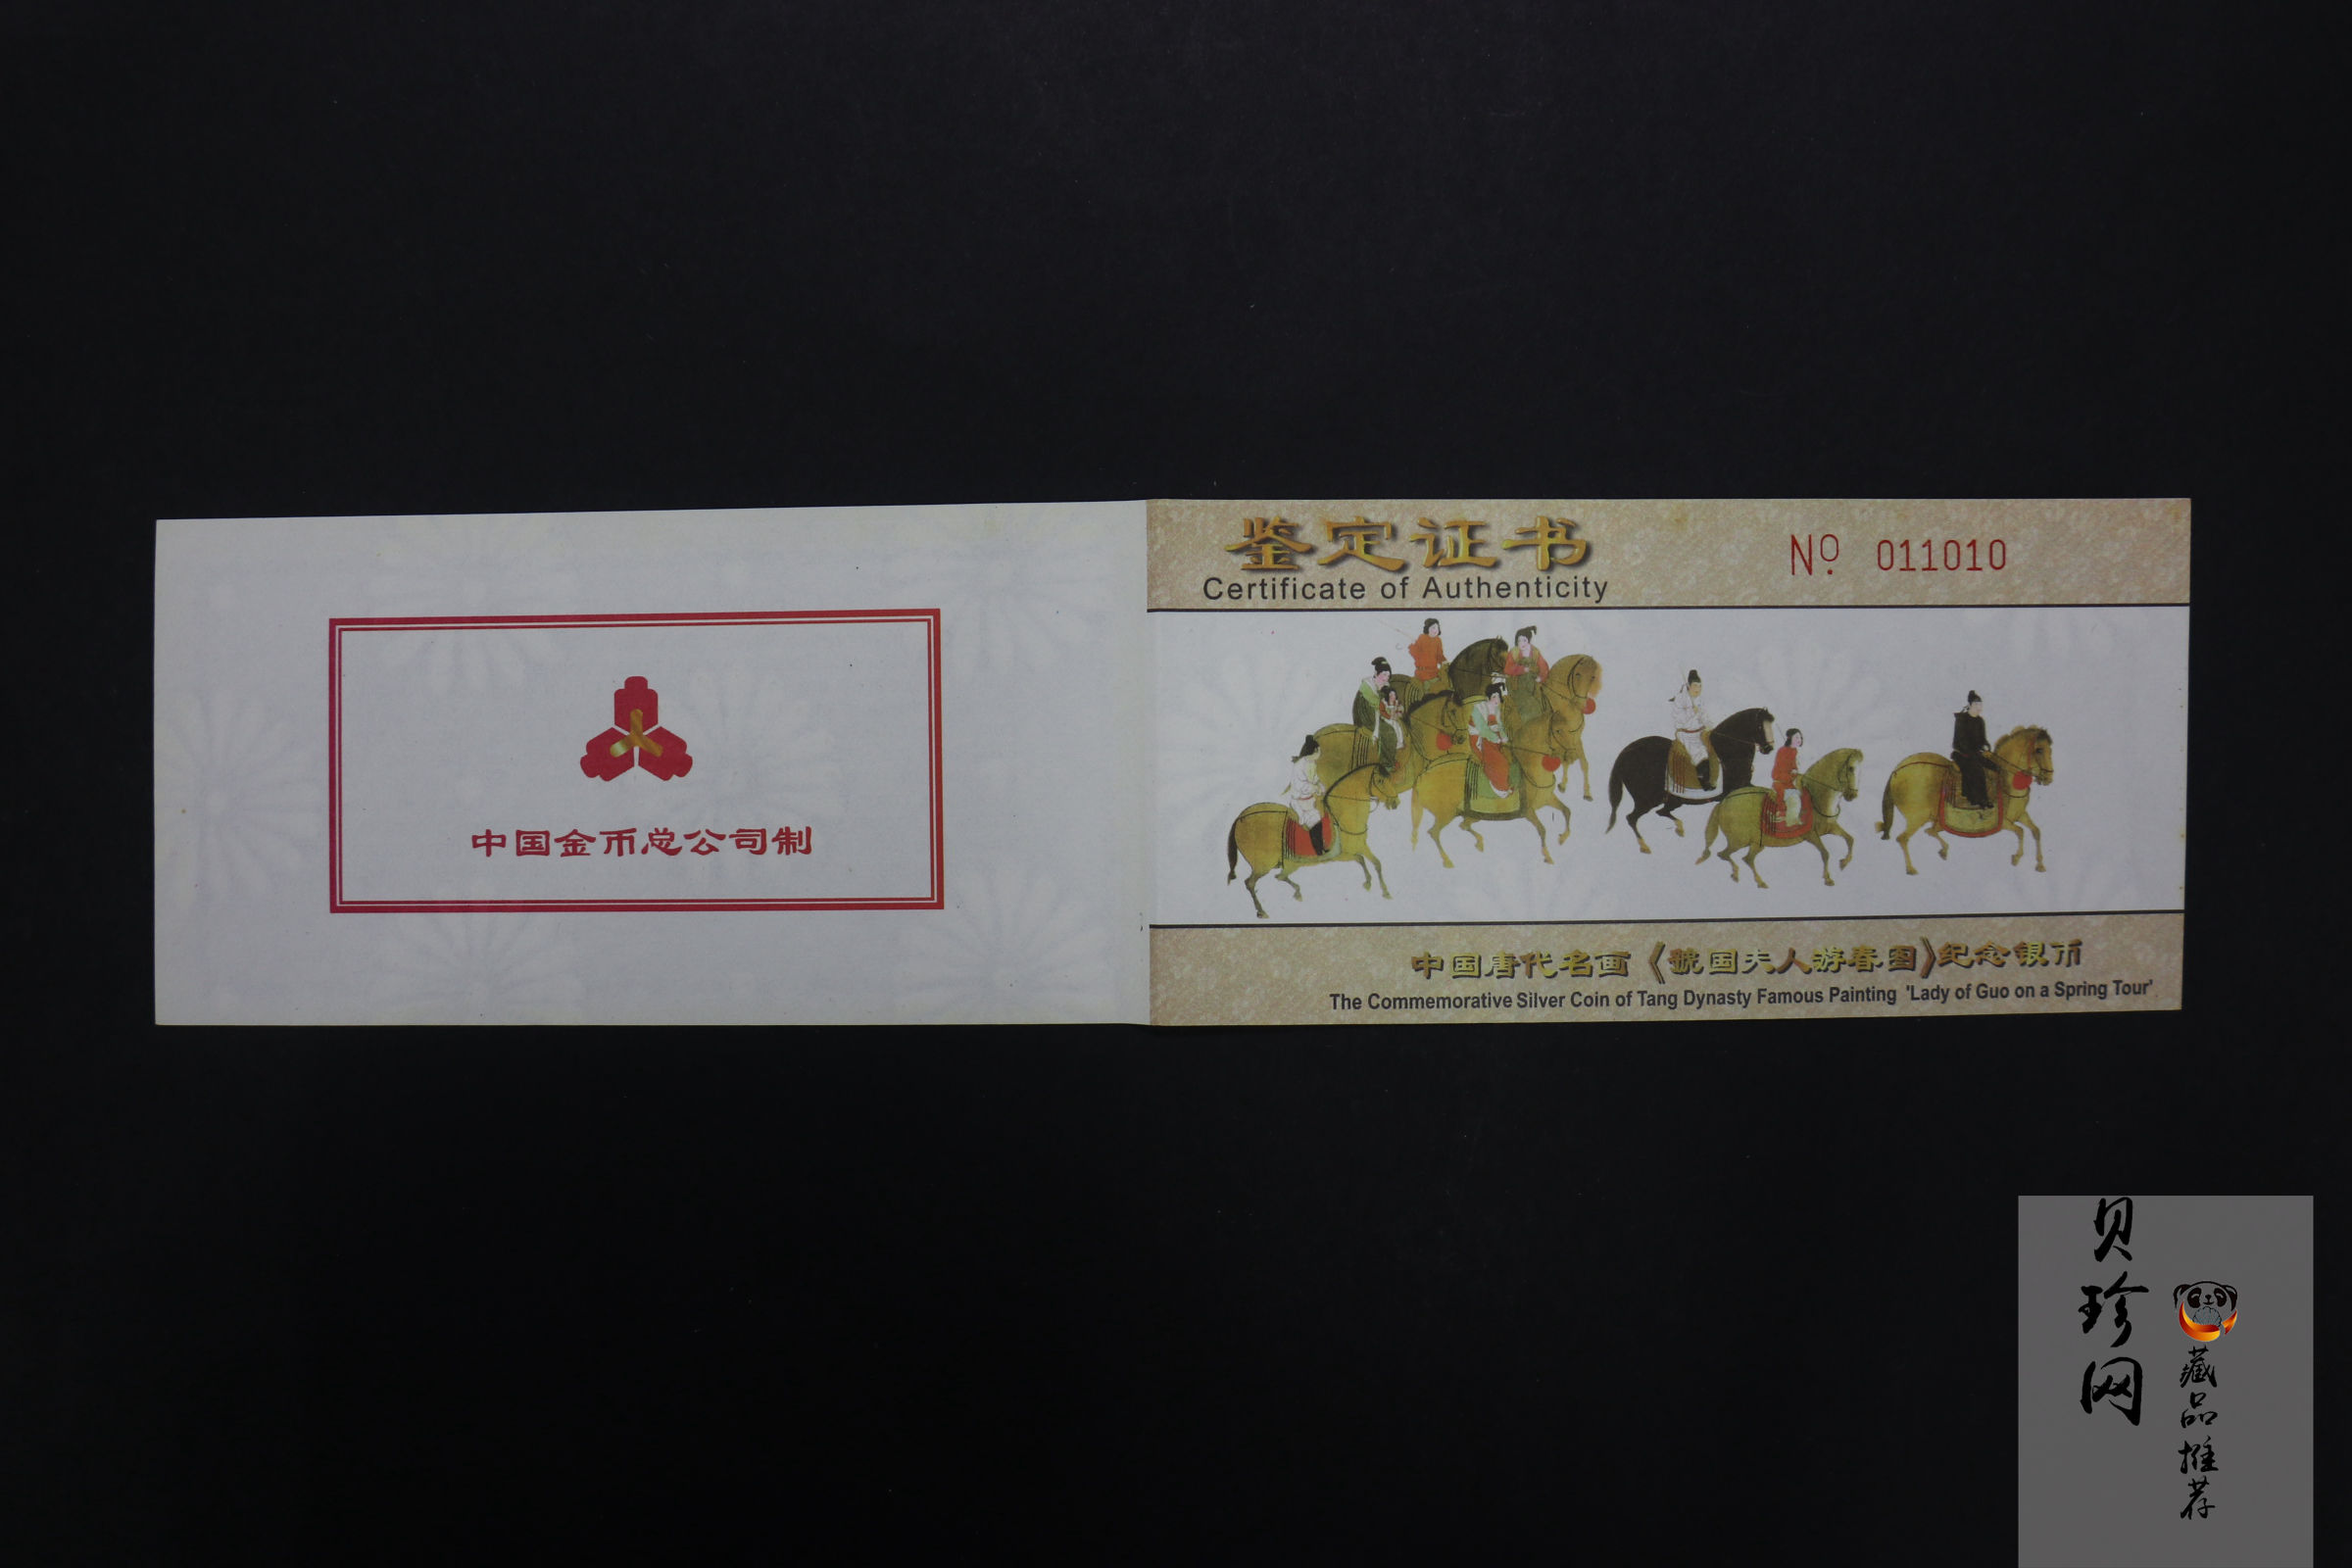 中国金币总公司制
鉴定证书
Certificate of Authenticity
Nº 011010
中国唐代名画《虢国夫人游春图》纪念银币
The Commemorative Silver Coin of Tang Dynasty Famous Painting 'Lady of Guo on a Spring Tour'
贝珍网
藏品推荐